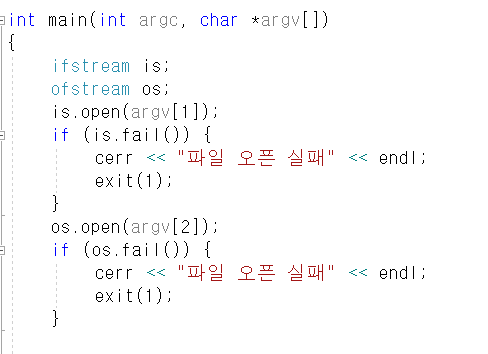 int main(int argc, char *argv[])
{
ifstream is;
ofstream os;
is.open(argv[1]);
if (is.fail()) {
cerr << "파일 오픈 실패" << endl;
exit(1);
}
os.open(argv[2]);
if (os.fail()) {
cerr << "파일 오픈 실패" << endl;
exit(1);
}